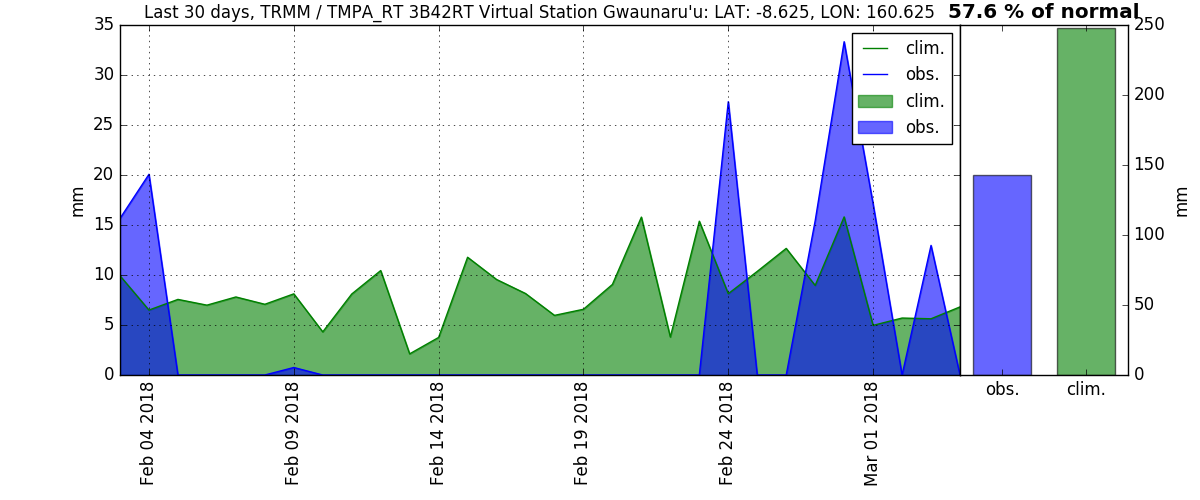 Last 30 days, TRMM / TMPA_RT 3B42RT Virtual Station Gwaunaru'u: LAT: -8.625, LON: 160.625
57.6 % of normal
35
30
25
20
15
10
5
0
mm
clim.
obs.
clim.
obs.
250
200
150
100
50
0
mm
obs.
clim.
Feb 04 2018
Feb 09 2018
Feb 14 2018
Feb 19 2018
Feb 24 2018
Mar 01 2018